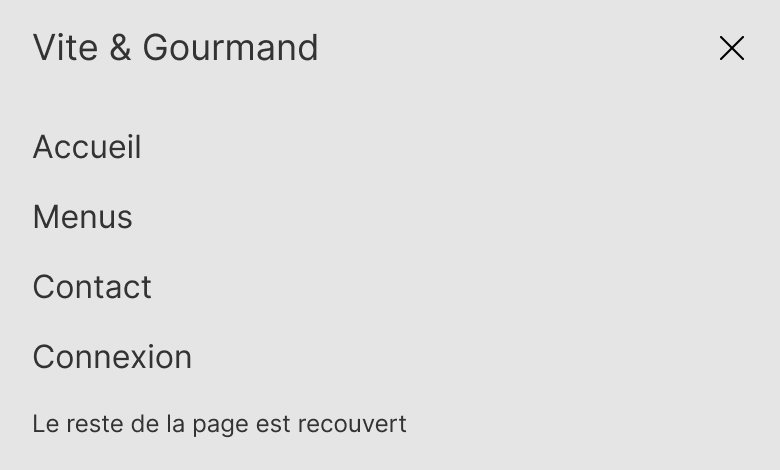 Vite & Gourmand
Accueil
Menus
Contact
Connexion
Le reste de la page est recouvert